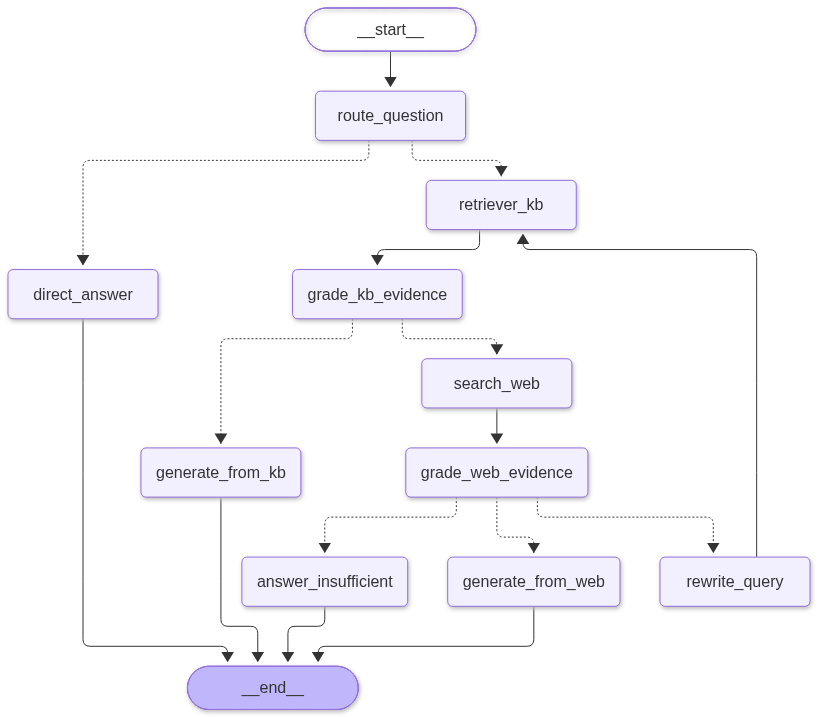 __start__
route_question
retriever_kb
direct_answer
grade_kb_evidence
search_web
generate_from_kb
grade_web_evidence
answer_insufficient
generate_from_web
rewrite_query
__end__